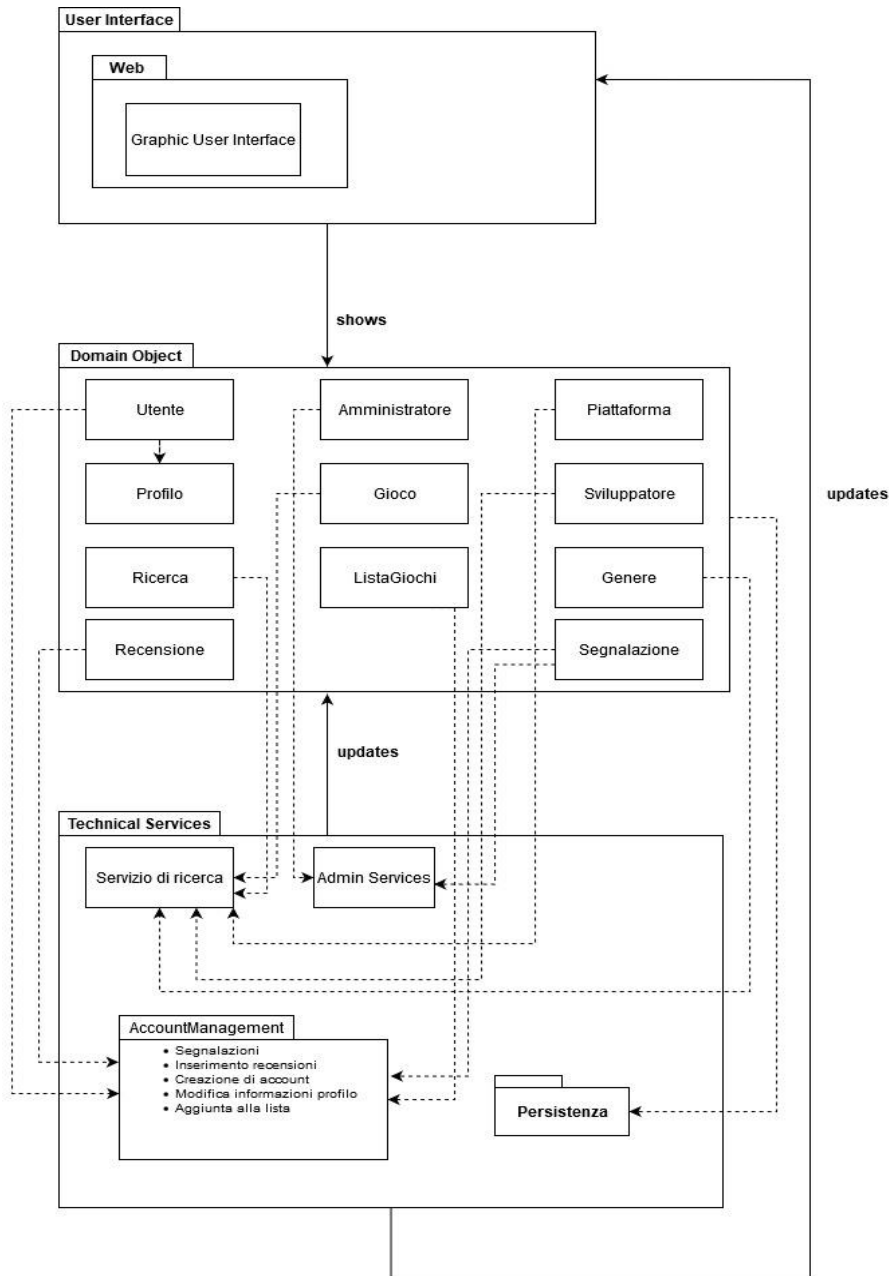 User Interface
Web
Graphic User Interface
shows
Domain Object
Utente
Amministratore
Piattaforma
Profilo
Gioco
Sviluppatore
updates
Ricerca
ListaGiochi
Genere
Recensione
Segnalazione
updates
Technical Services
Servizio di ricerca
Admin Services
AccountManagement
• Segnalazioni
• Inserimento recensioni
• Creazione di account
• Modifica informazioni profilo
• Aggiunta alla lista
Persistenza